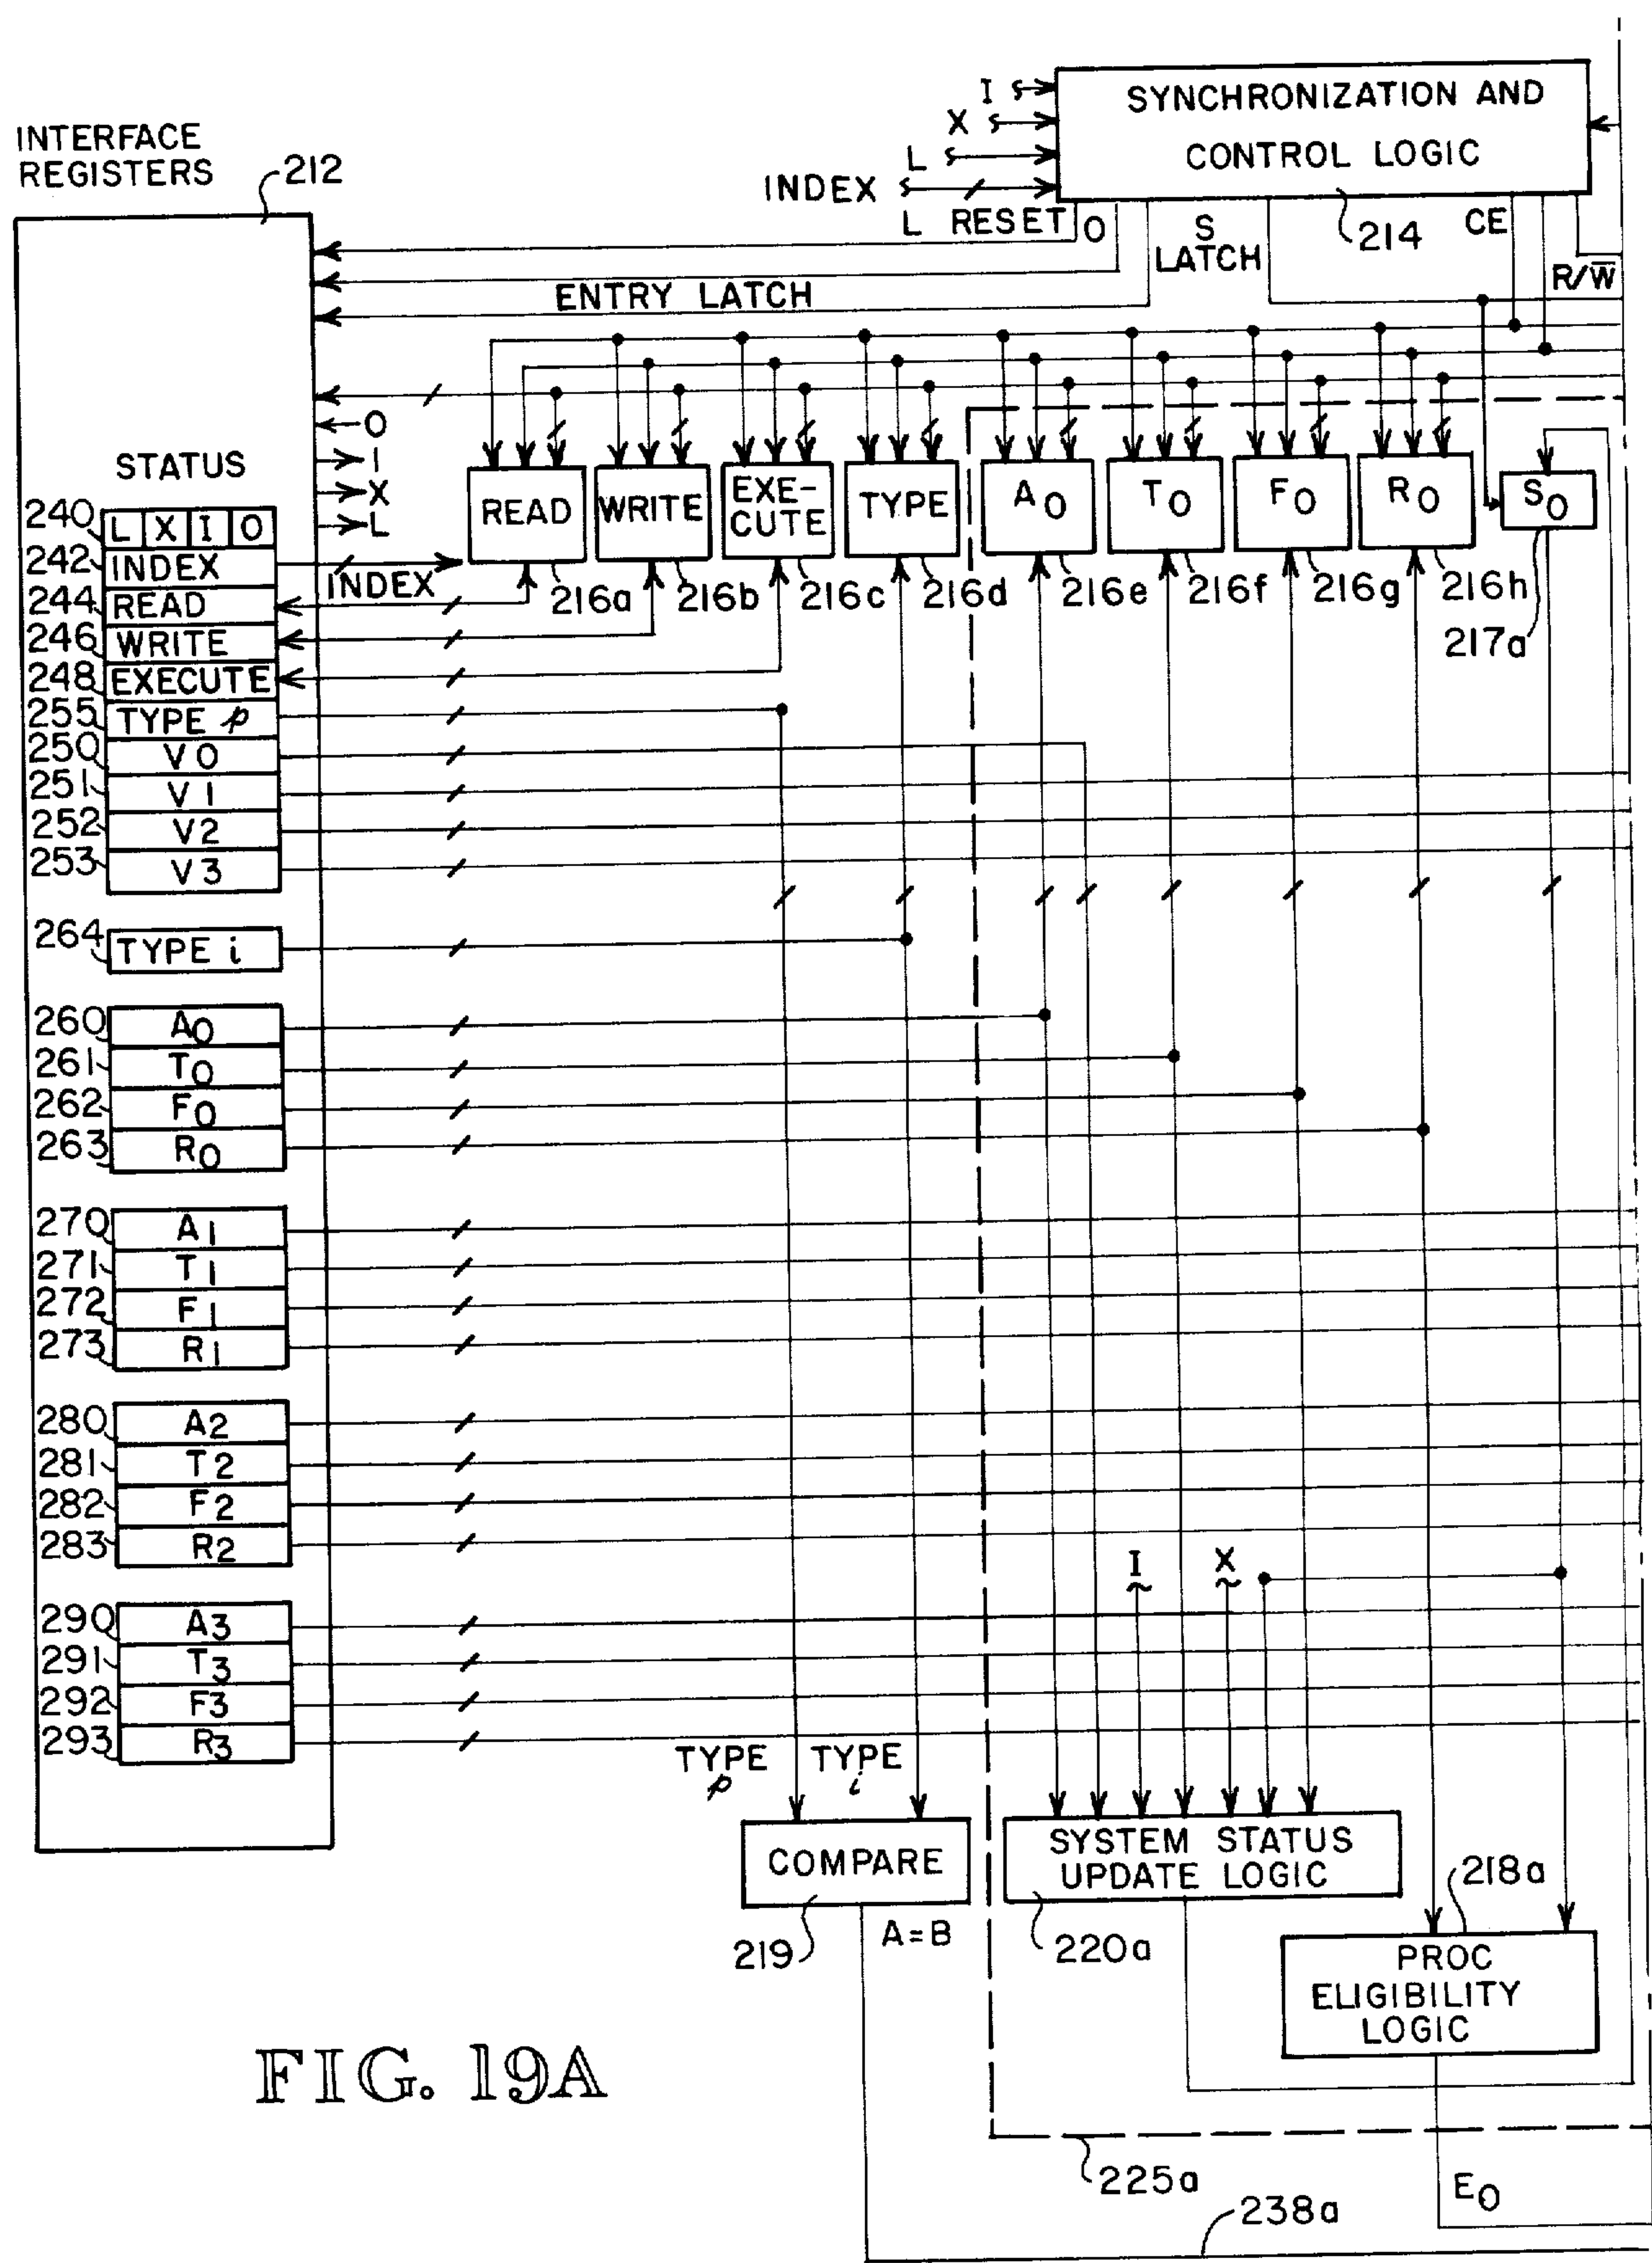 I
SYNCHRONIZATION AND
X
CONTROL LOGIC
L
INDEX
INTERFACE
REGISTERS
212
L RESET
O
S
LATCH
214
CE
R/W̅
ENTRY LATCH
O
I
X
L
STATUS
240 L X I O
242 INDEX
INDEX
244 READ
246 WRITE
248 EXECUTE
255 TYPE p
250 V0
251 V1
252 V2
253 V3
READ
WRITE
EXE-
CUTE
TYPE
A0
T0
F0
R0
S0
216a
216b
216c
216d
216e
216f
216g
216h
217a
264 TYPE i
260 A0
261 T0
262 F0
263 R0
270 A1
271 T1
272 F1
273 R1
280 A2
281 T2
282 F2
283 R2
I
X
290 A3
291 T3
292 F3
293 R3
TYPE
p
TYPE
i
COMPARE
SYSTEM STATUS
UPDATE LOGIC
218a
219
A=B
220a
PROC
ELIGIBILITY
LOGIC
FIG. 19A
225a
E0
238a